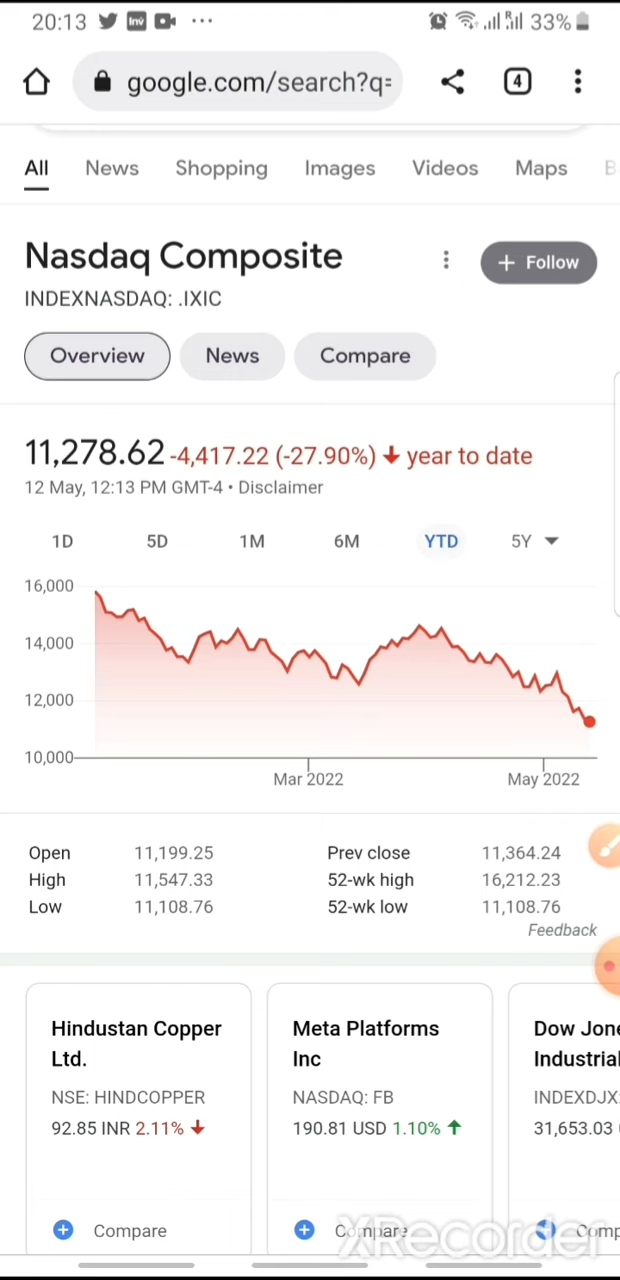 20:13 inv ... 33%
google.com/search?q=
4
All News Shopping Images Videos Maps B
Nasdaq Composite
+ Follow
INDEXNASDAQ: .IXIC
Overview News Compare
11,278.62 -4,417.22 (-27.90%) ↓ year to date
12 May, 12:13 PM GMT-4 • Disclaimer
1D 5D 1M 6M YTD 5Y
16,000
14,000
12,000
10,000
Mar 2022 May 2022
Open 11,199.25 Prev close 11,364.24
High 11,547.33 52-wk high 16,212.23
Low 11,108.76 52-wk low 11,108.76
Feedback
Hindustan Copper
Ltd.
NSE: HINDCOPPER
92.85 INR 2.11% ↓
Compare
Meta Platforms
Inc
NASDAQ: FB
190.81 USD 1.10% ↑
Compare
Dow Jone
Industrial
INDEXDJX:
31,653.03
Comp
XRecorder